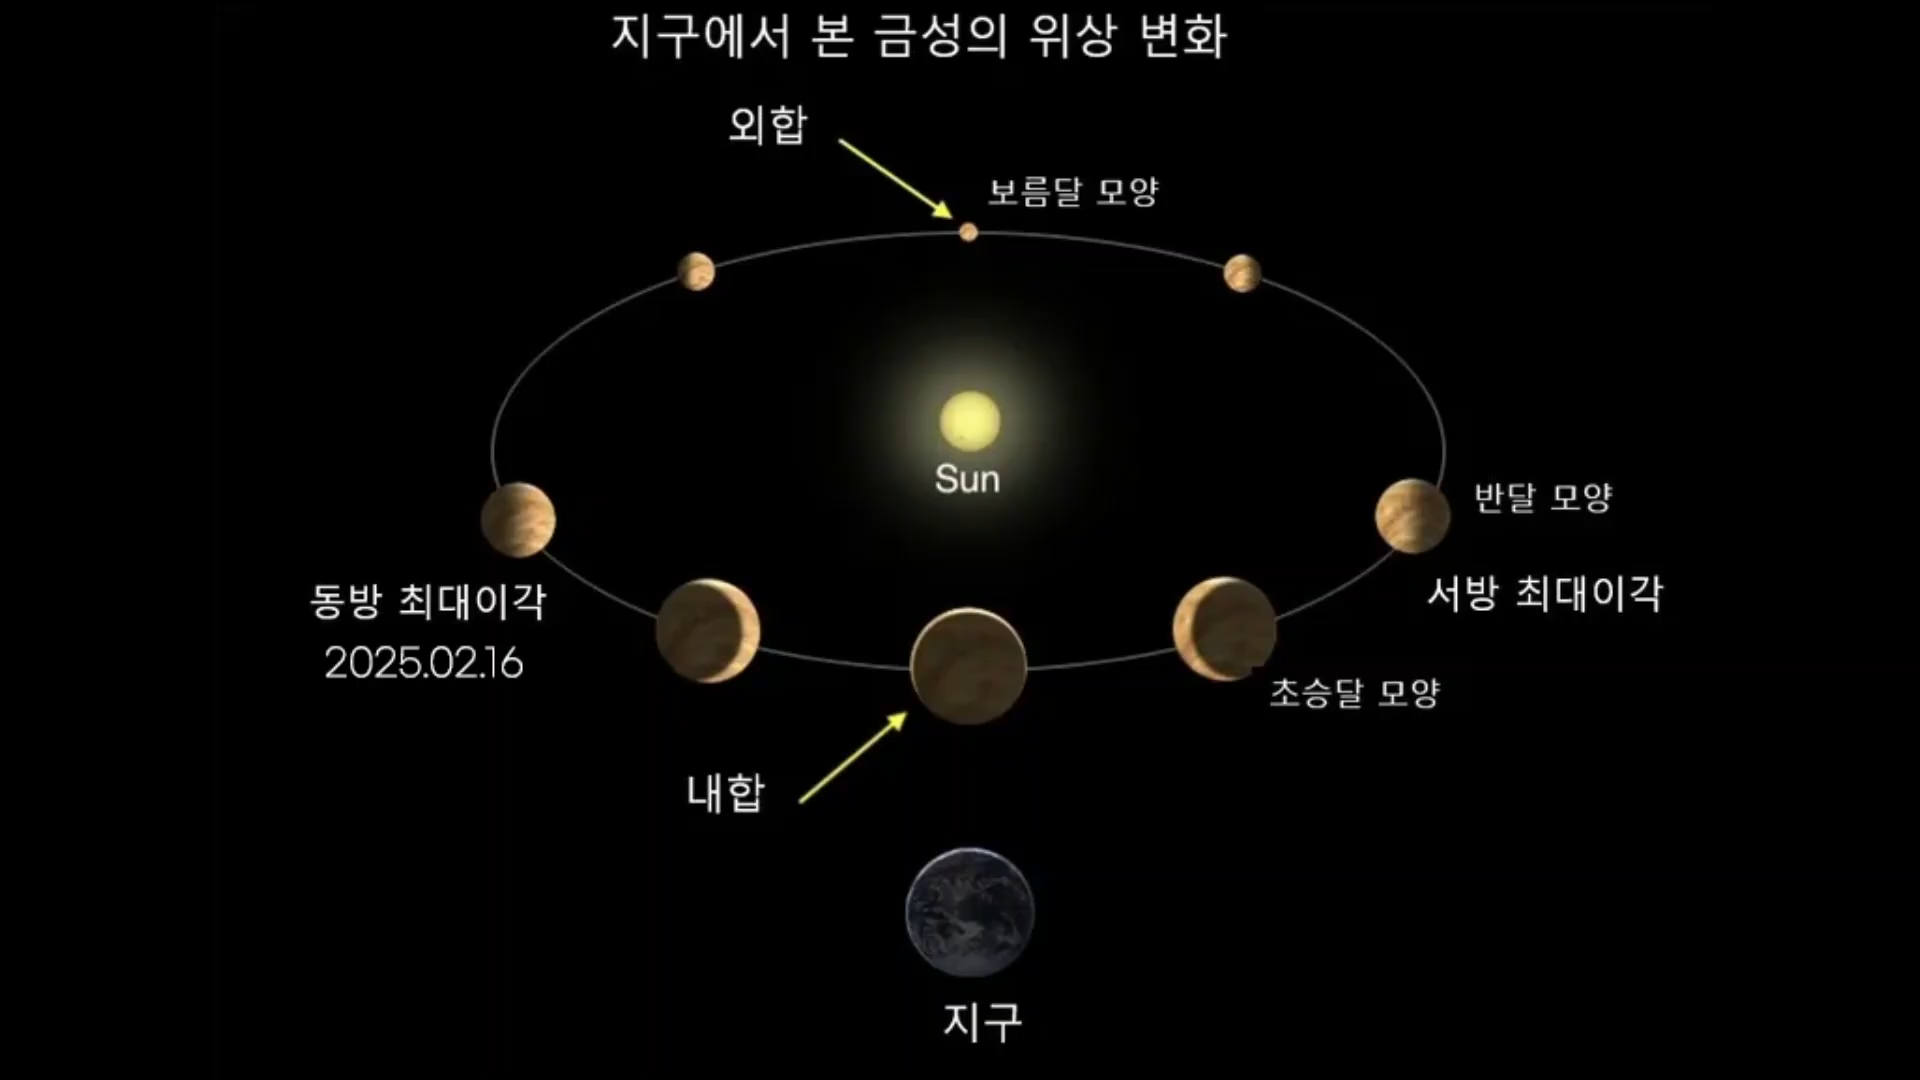 지구에서 본 금성의 위상 변화
외합
보름달 모양
Sun
반달 모양
동방 최대이각
2025.02.16
서방 최대이각
초승달 모양
내합
지구